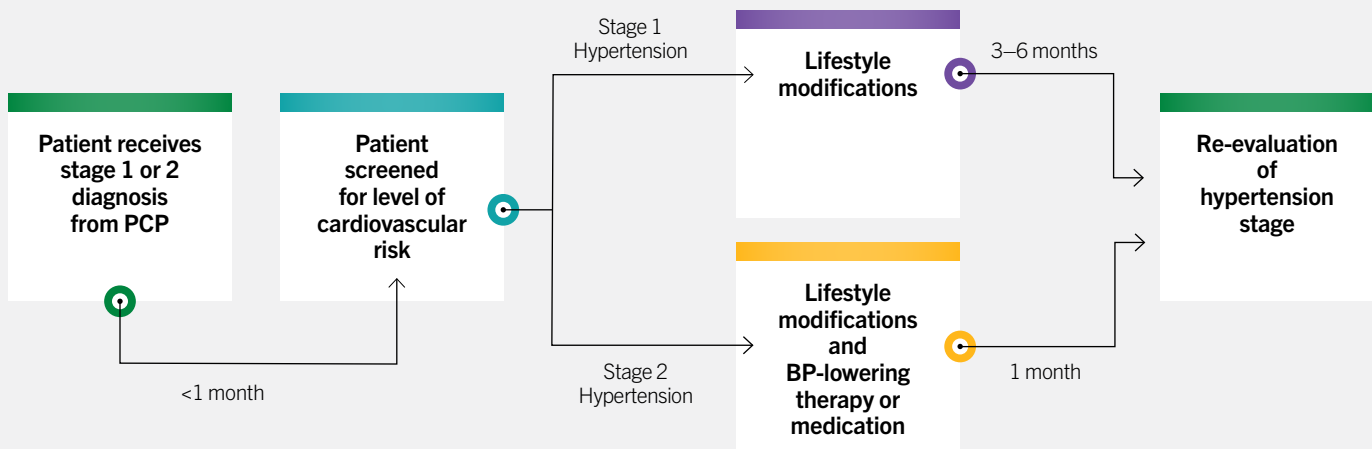 Patient receives
stage 1 or 2
diagnosis
from PCP
<1 month
Patient
screened
for level of
cardiovascular
risk
Stage 1
Hypertension
Lifestyle
modifications
3–6 months
Stage 2
Hypertension
Lifestyle
modifications
and
BP-lowering
therapy or
medication
1 month
Re-evaluation
of
hypertension
stage